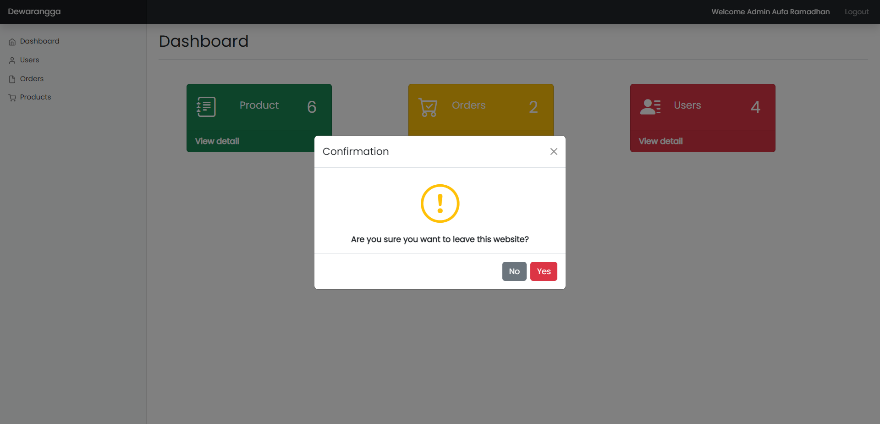 Dewarangga
Welcome Admin Aufa Ramadhan
Logout
Dashboard
Users
Orders
Products
Dashboard
Product 6
View detail
Orders 2
Users 4
View detail
Confirmation
Are you sure you want to leave this website?
No
Yes